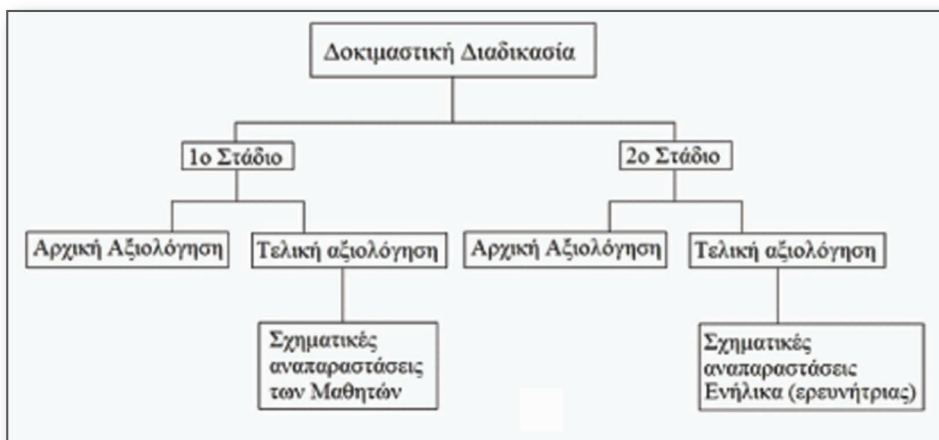 Δοκιμαστική Διαδικασία
1ο Στάδιο
2ο Στάδιο
Αρχική Αξιολόγηση
Τελική αξιολόγηση
Αρχική Αξιολόγηση
Τελική αξιολόγηση
Σχηματικές
αναπαραστάσεις
των Μαθητών
Σχηματικές
αναπαραστάσεις
Ενήλικα (ερευνήτριας)